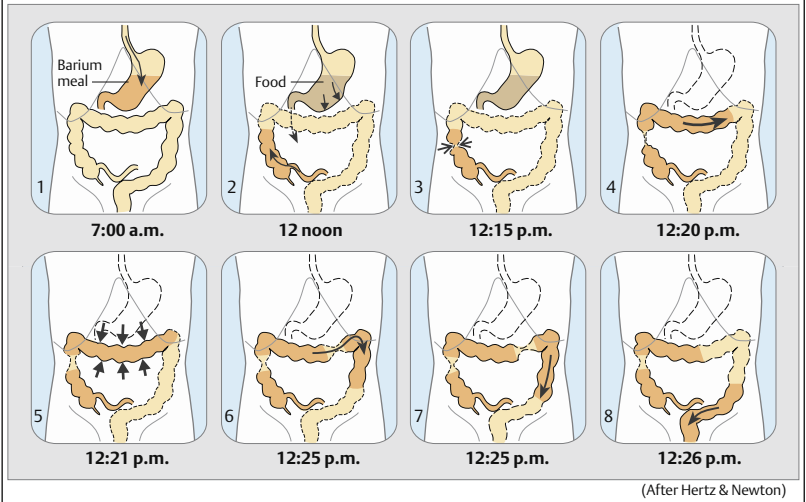 Barium
meal
1
7:00 a.m.
Food
2
12 noon
3
12:15 p.m.
4
12:20 p.m.
5
12:21 p.m.
6
12:25 p.m.
7
12:25 p.m.
8
12:26 p.m.
(After Hertz & Newton)